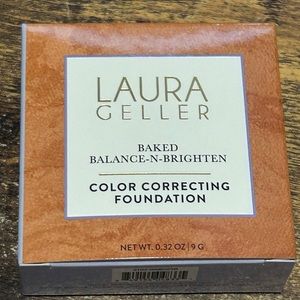 LAURA
GELLER
BAKED
BALANCE-N-BRIGHTEN
COLOR CORRECTING
FOUNDATION
NET WT. 0.32 OZ | 9 G